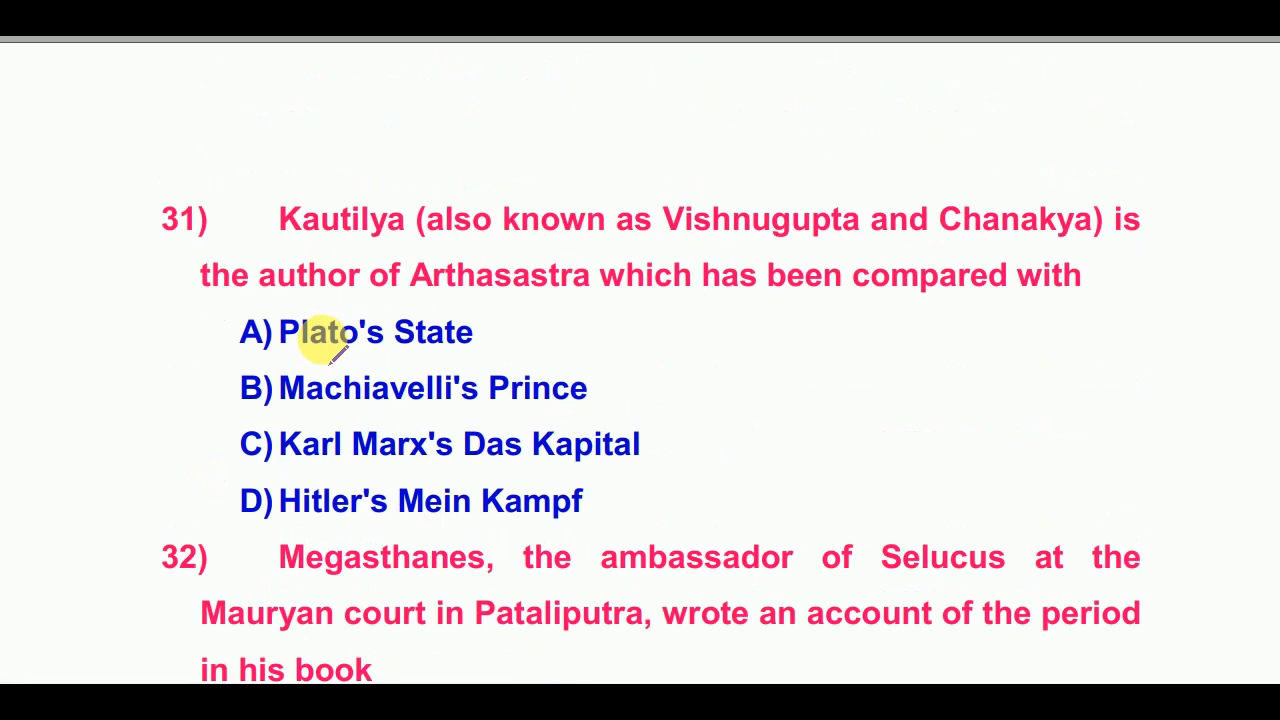 31) Kautilya (also known as Vishnugupta and Chanakya) is
the author of Arthasastra which has been compared with
A) Plato's State
B) Machiavelli's Prince
C) Karl Marx's Das Kapital
D) Hitler's Mein Kampf
32) Megasthanes, the ambassador of Selucus at the
Mauryan court in Pataliputra, wrote an account of the period
in his book